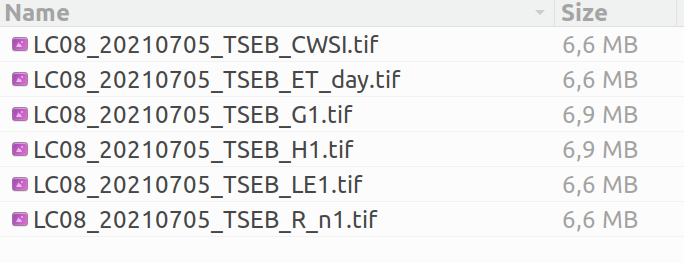 Name Size
LC08_20210705_TSEB_CWSI.tif 6,6 MB
LC08_20210705_TSEB_ET_day.tif 6,6 MB
LC08_20210705_TSEB_G1.tif 6,9 MB
LC08_20210705_TSEB_H1.tif 6,9 MB
LC08_20210705_TSEB_LE1.tif 6,6 MB
LC08_20210705_TSEB_R_n1.tif 6,6 MB